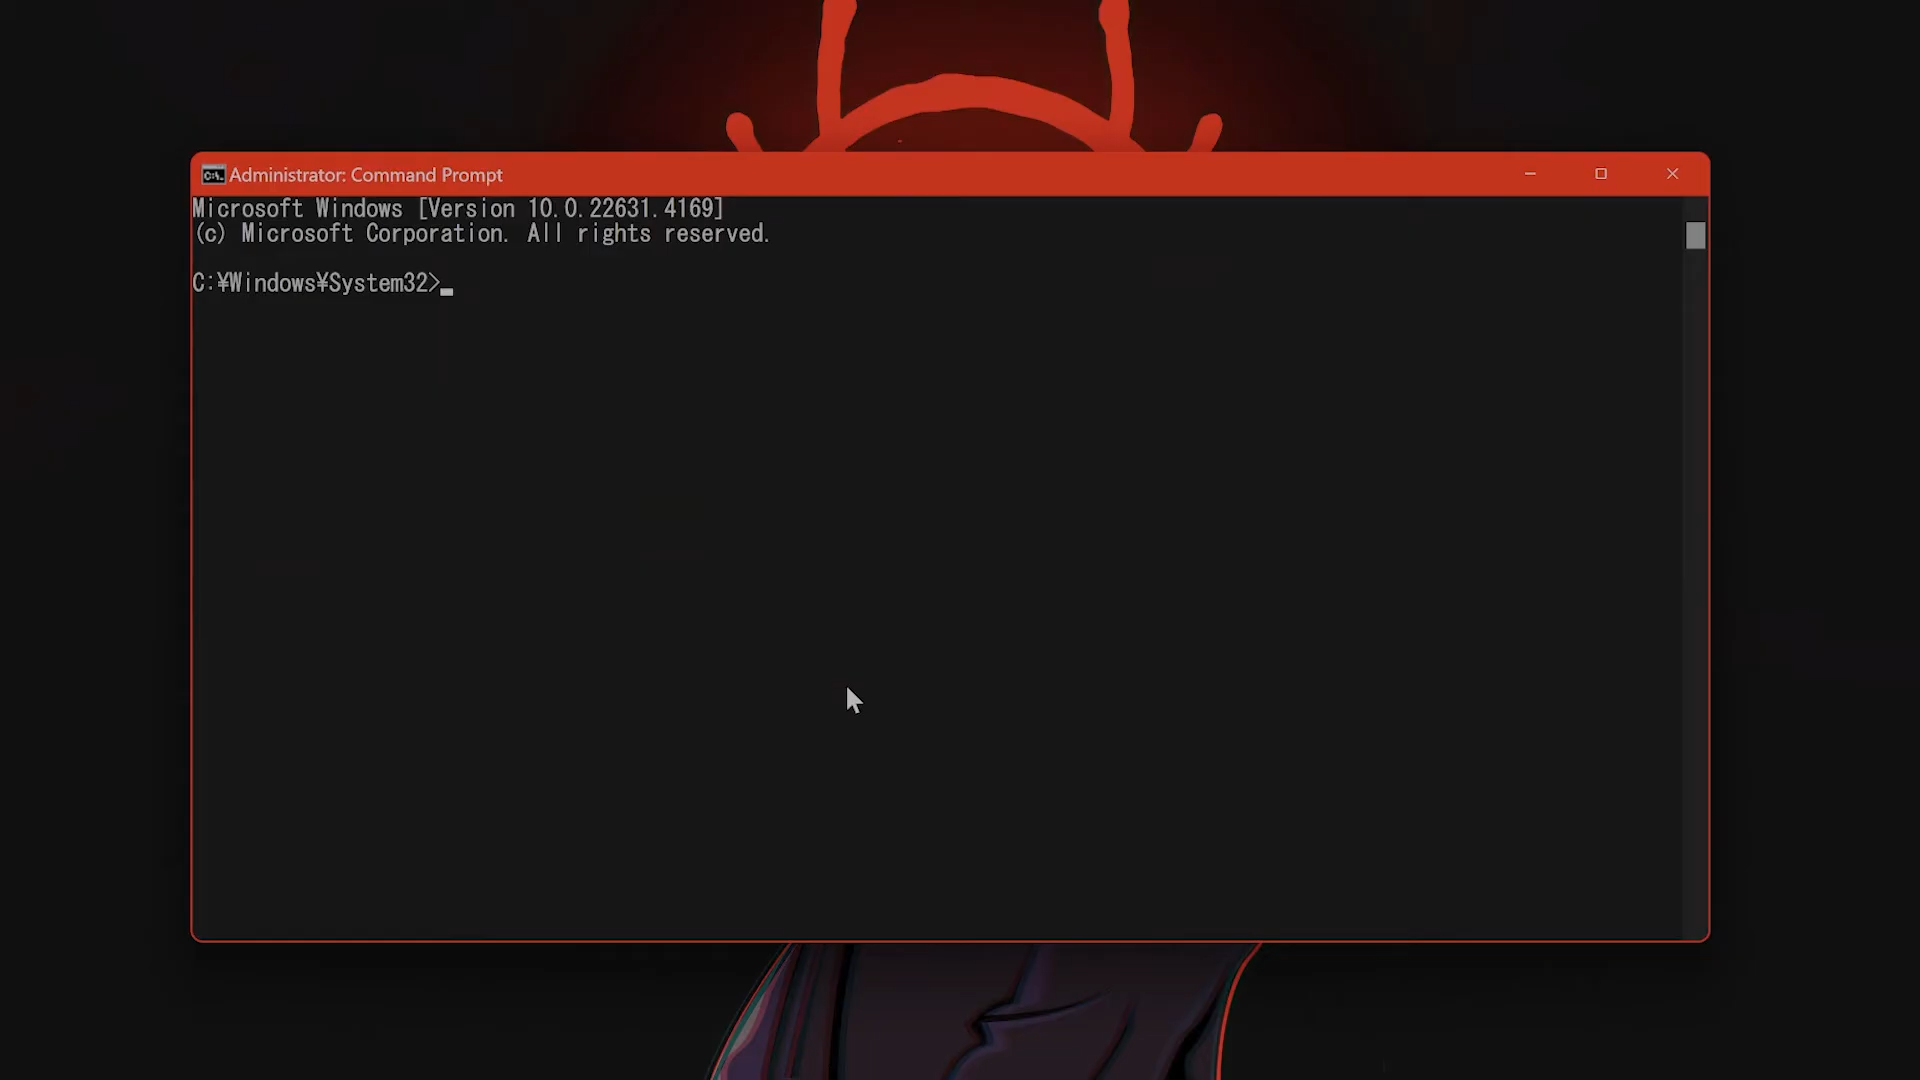 Administrator: Command Prompt
Microsoft Windows [Version 10.0.22631.4169]
(c) Microsoft Corporation. All rights reserved.
C:¥Windows¥System32>